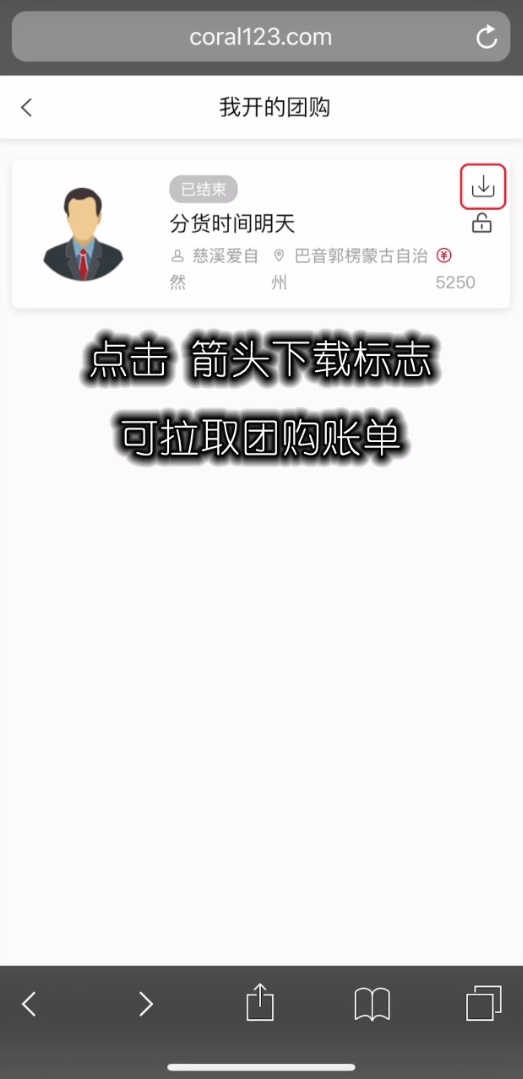 coral123.com
我开的团购
已结束
分货时间明天
慈溪爱自 巴音郭楞蒙古自治 ¥
然 州 5250
点击 箭头下载标志
可拉取团购账单